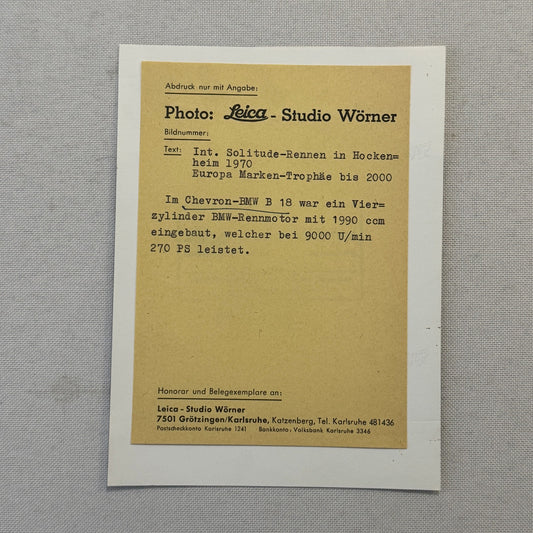 Abdruck nur mit Angabe:
Photo: Leica - Studio Wörner
Bildnummer:
Text: Int. Solitude-Rennen in Hocken=
heim 1970
Europa Marken-Trophäe bis 2000
Im Chevron-BMW B 18 war ein Vier=
zylinder BMW-Rennmotor mit 1990 ccm
eingebaut, welcher bei 9000 U/min
270 PS leistet.
Honorar und Belegexemplare an:
Leica - Studio Wörner
7501 Grötzingen/Karlsruhe, Katzenberg, Tel. Karlsruhe 481436
Postscheckkonto Karlsruhe 1241 Bankkonto: Volksbank Karlsruhe 3346